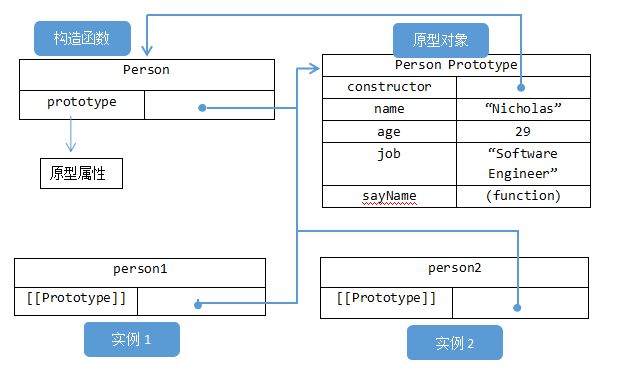 构造函数
原型对象
Person
prototype
原型属性
Person Prototype
constructor
name “Nicholas”
age 29
job “Software
Engineer”
sayName (function)
person1
[[Prototype]]
实例 1
person2
[[Prototype]]
实例 2